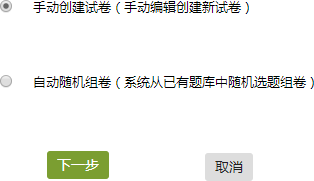 手动创建试卷（手动编辑创建新试卷）
自动随机组卷（系统从已有题库中随机选题组卷）
下一步
取消